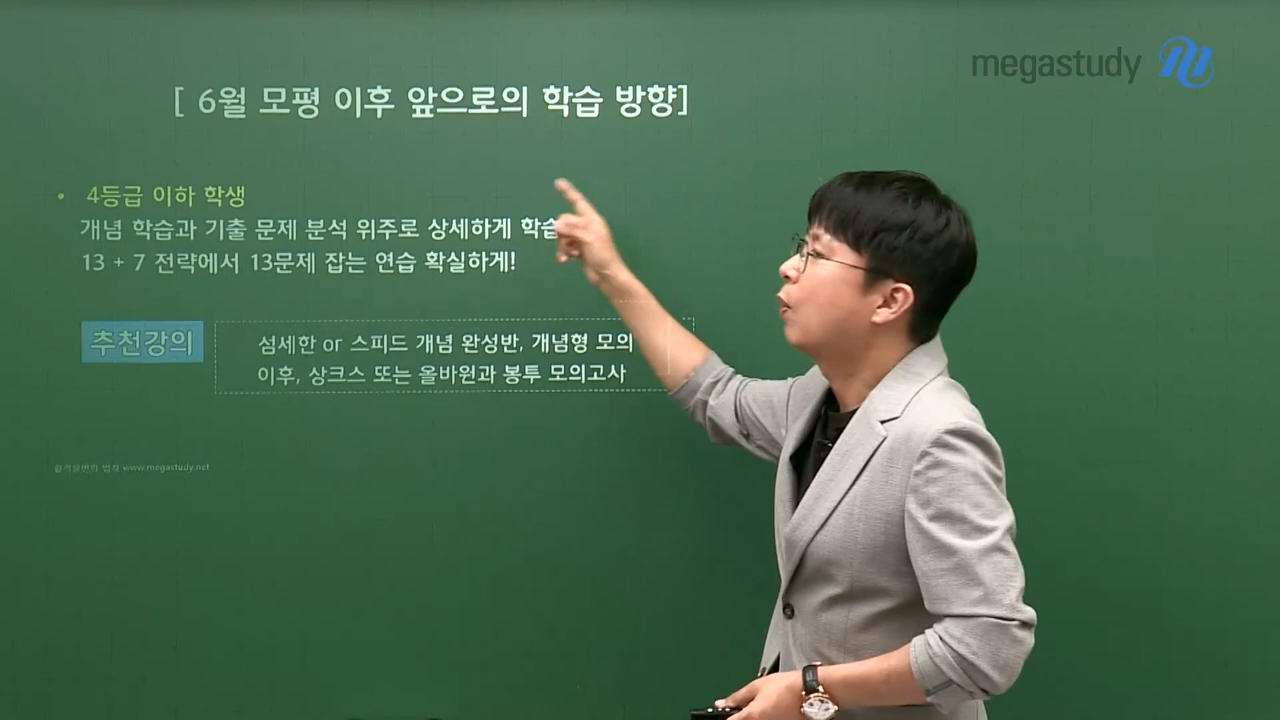 megastudy
[ 6월 모평 이후 앞으로의 학습 방향]
• 4등급 이하 학생
개념 학습과 기출 문제 분석 위주로 상세하게 학습
13 + 7 전략에서 13문제 잡는 연습 확실하게!
추천강의
섬세한 or 스피드 개념 완성반, 개념형 모의
이후, 상크스 또는 올바원과 봉투 모의고사
www.megastudy.net